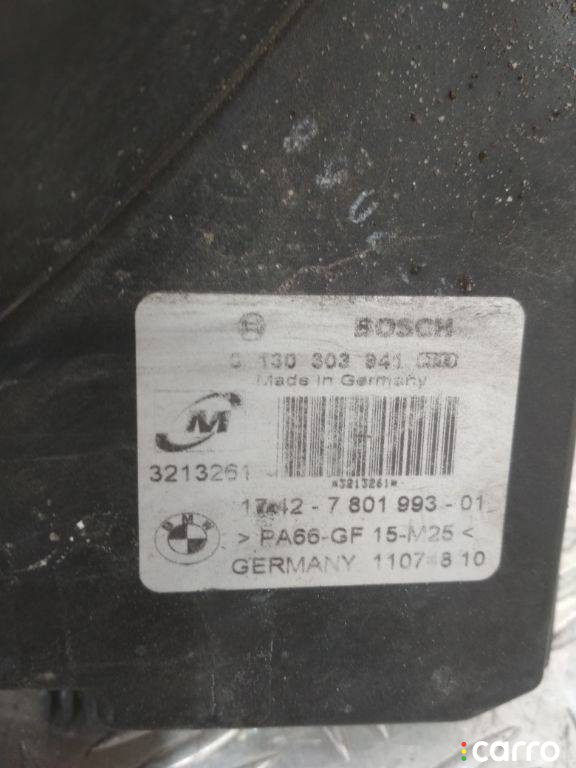 BOSCH
0 130 303 941
Made in Germany
M
3213261
*3213261*
17.42 - 7 801 993 - 01
BMW
> PA66-GF 15-M25 <
GERMANY 1107 8 10
carro